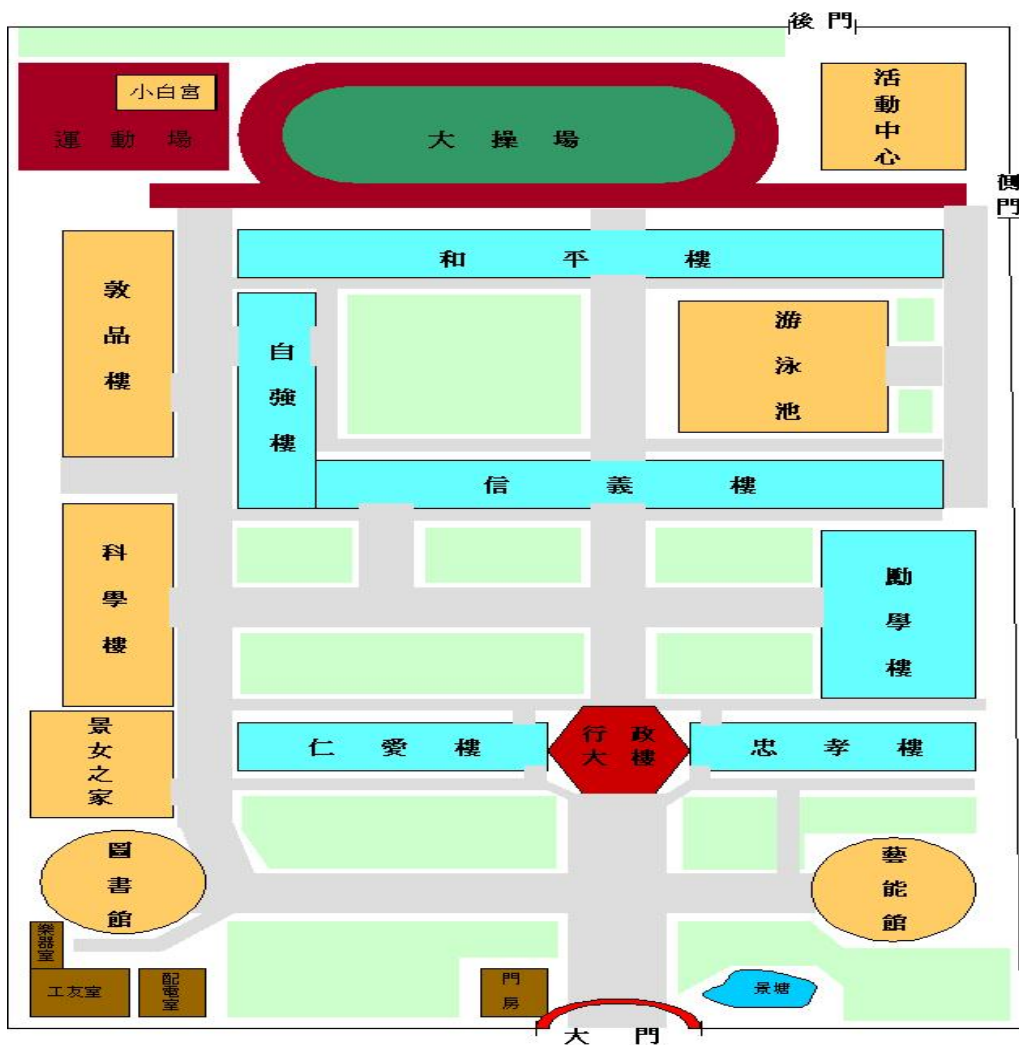 後門
小白宮
運動場
大操場
活動中心
側門
和平樓
敦品樓
自強樓
游泳池
信義樓
科學樓
勵學樓
景女之家
仁愛樓
行政
大樓
忠孝樓
圖書館
藝能館
樂器室
工友室
配電室
門房
景塘
大門